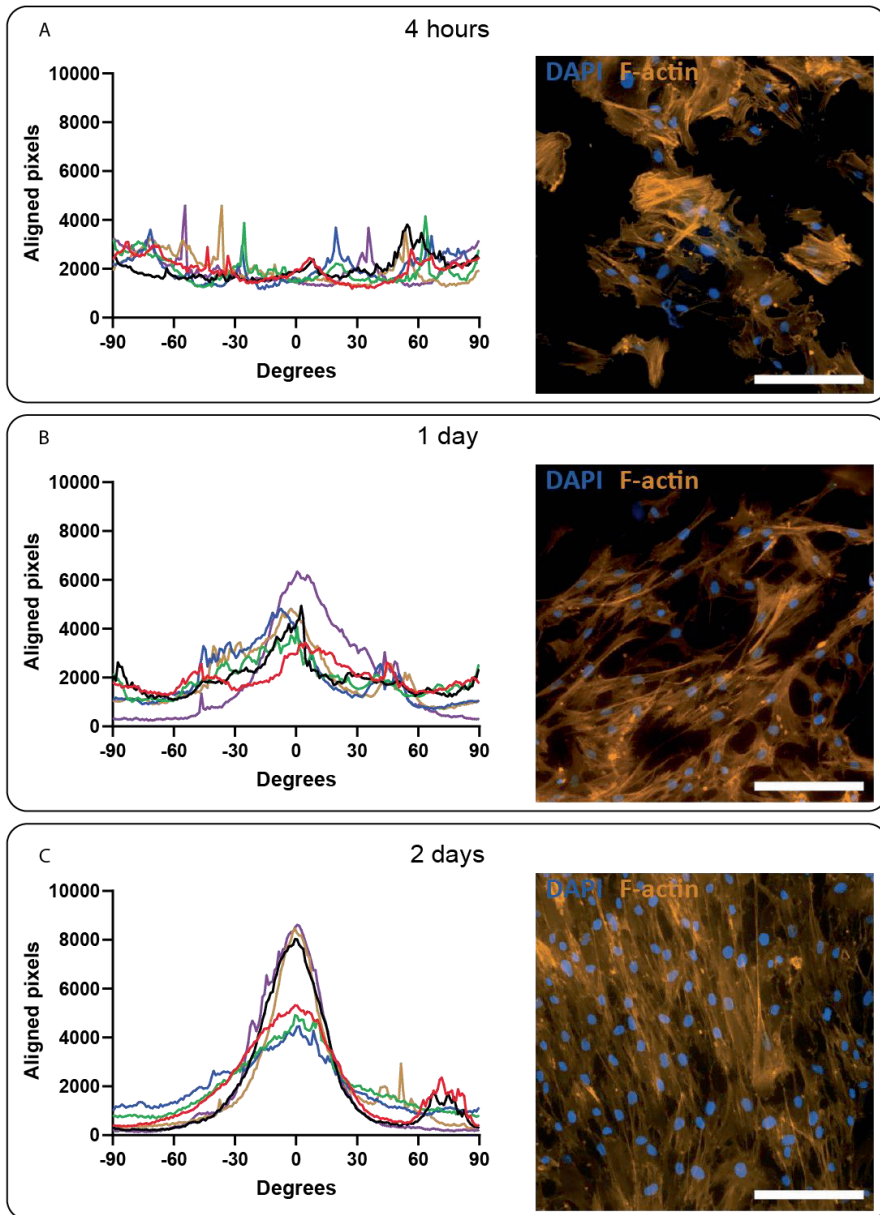 A
4 hours
10000
8000
6000
4000
2000
0
Aligned pixels
-90 -60 -30 0 30 60 90
Degrees
DAPI F-actin
B
1 day
10000
8000
6000
4000
2000
0
Aligned pixels
-90 -60 -30 0 30 60 90
Degrees
DAPI F-actin
C
2 days
10000
8000
6000
4000
2000
0
Aligned pixels
-90 -60 -30 0 30 60 90
Degrees
DAPI F-actin